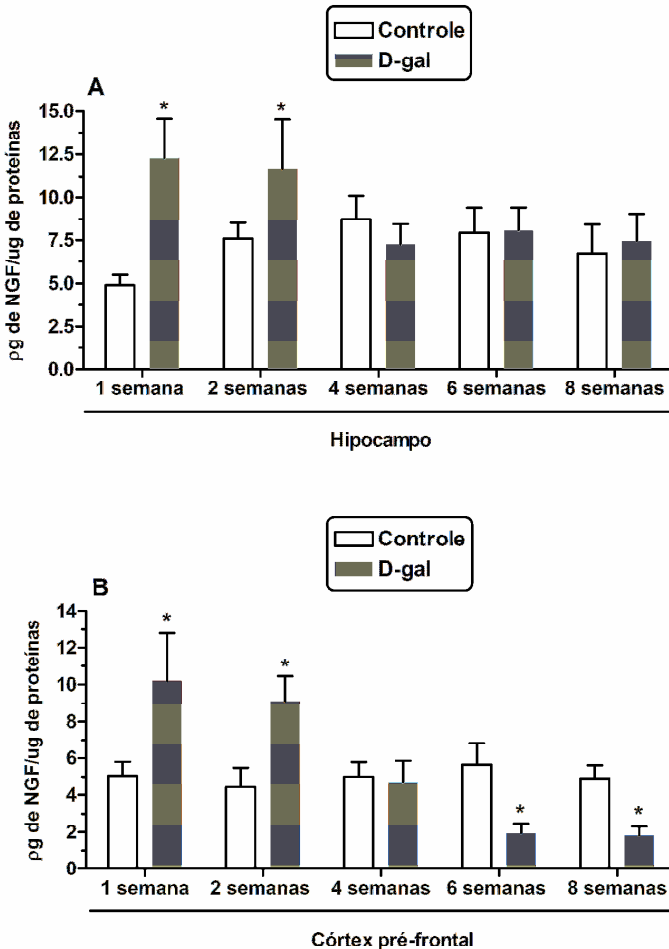 Controle
D-gal
A
ρg de NGF/ug de proteínas
15.0
12.5
10.0
7.5
5.0
2.5
0.0
* *
1 semana 2 semanas 4 semanas 6 semanas 8 semanas
Hipocampo
Controle
D-gal
B
ρg de NGF/ug de proteínas
14
12
10
8
6
4
2
0
* * * *
1 semana 2 semanas 4 semanas 6 semanas 8 semanas
Córtex pré-frontal